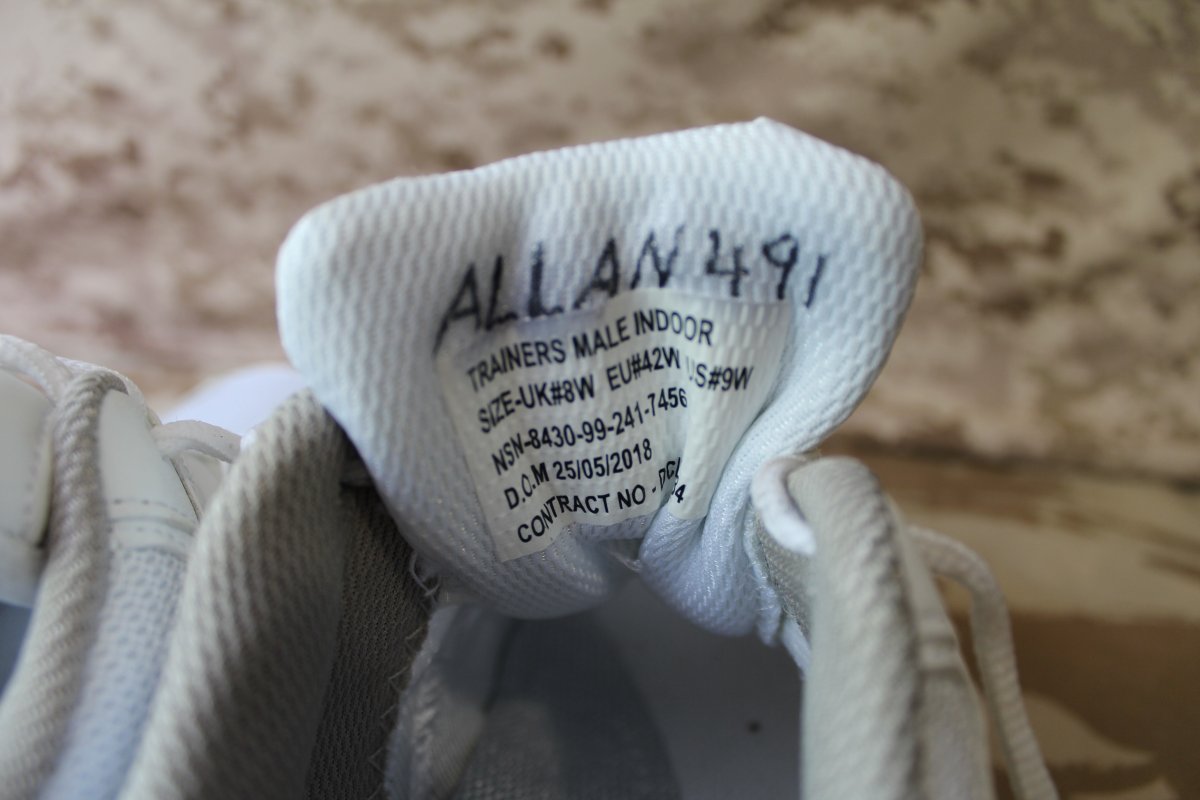 ALLAN 491
TRAINERS MALE INDOOR
SIZE-UK#8W EU#42W US#9W
NSN-8430-99-241-7456
D.O.M 25/05/2018
CONTRACT NO -